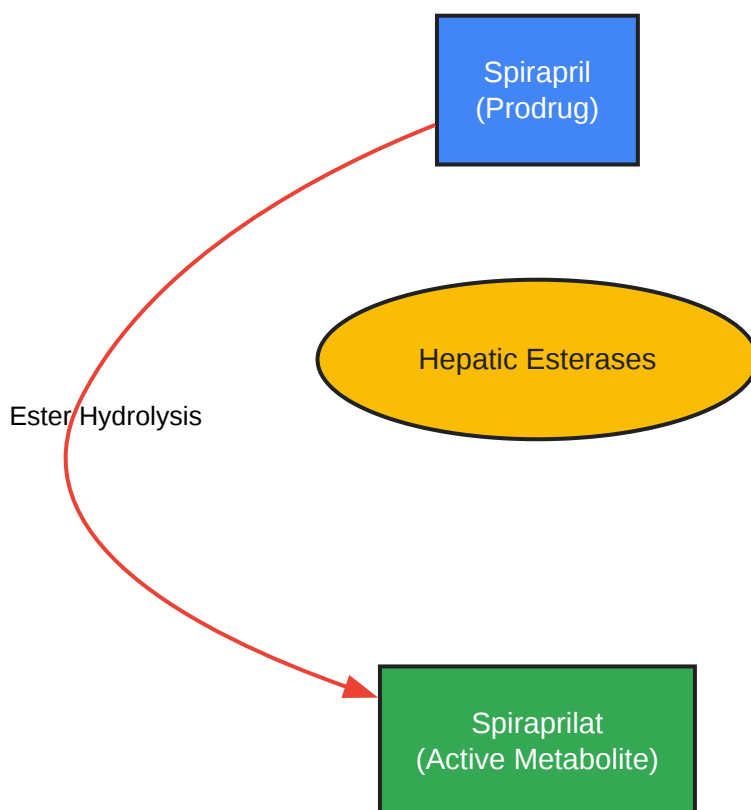 Spirapril
(Prodrug)
Hepatic Esterases
Ester Hydrolysis
Spiraprilat
(Active Metabolite)